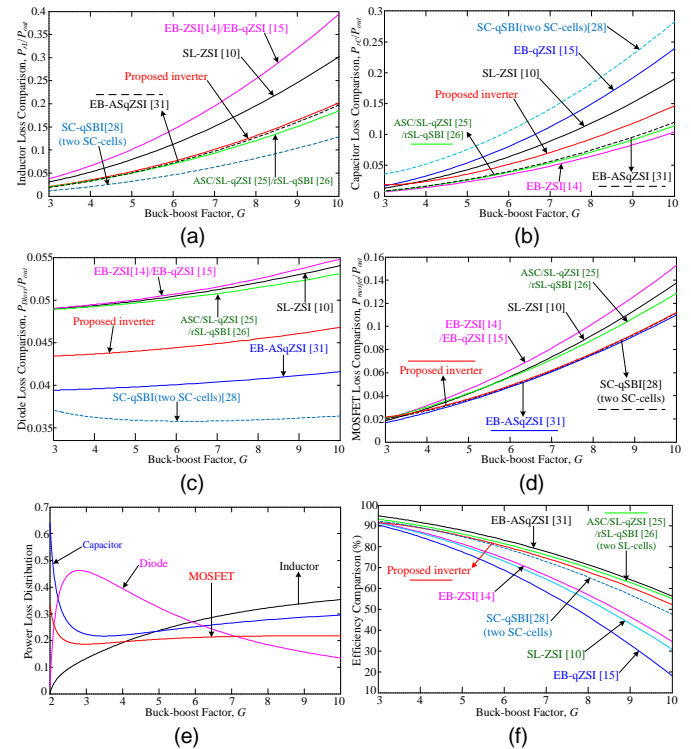 Inductor Loss Comparison, P_rL/P_out
0.4
0.35
0.3
0.25
0.2
0.15
0.1
0.05
0
EB-ZSI[14]/EB-qZSI [15]
SL-ZSI [10]
Proposed inverter
EB-ASqZSI [31]
SC-qSBI[28]
(two SC-cells)
ASC/SL-qZSI [25]/rSL-qSBI [26]
3 4 5 6 7 8 9 10
Buck-boost Factor, G
(a)
Capacitor Loss Comparison, P_rC/P_out
0.3
0.25
0.2
0.15
0.1
0.05
0
SC-qSBI(two SC-cells)[28]
EB-qZSI [15]
SL-ZSI [10]
Proposed inverter
ASC/SL-qZSI [25]
/rSL-qSBI [26]
EB-ZSI[14]
EB-ASqZSI [31]
3 4 5 6 7 8 9 10
Buck-boost Factor, G
(b)
Diode Loss Comparison, P_Dloss/P_out
0.055
0.05
0.045
0.04
0.035
EB-ZSI[14]/EB-qZSI [15]
SL-ZSI [10]
ASC/SL-qZSI [25]
/rSL-qSBI [26]
Proposed inverter
EB-ASqZSI [31]
SC-qSBI(two SC-cells)[28]
3 4 5 6 7 8 9 10
Buck-boost Factor, G
(c)
MOSFET Loss Comparison, P_mosfet/P_out
0.16
0.14
0.12
0.1
0.08
0.06
0.04
0.02
0
ASC/SL-qZSI [25]
/rSL-qSBI [26]
SL-ZSI [10]
EB-ZSI[14]
/EB-qZSI [15]
Proposed inverter
SC-qSBI[28]
(two SC-cells)
EB-ASqZSI [31]
3 4 5 6 7 8 9 10
Buck-boost Factor, G
(d)
Power Loss Distribution
0.7
0.6
0.5
0.4
0.3
0.2
0.1
0
Capacitor
Diode
MOSFET
Inductor
2 3 4 5 6 7 8 9 10
Buck-boost Factor, G
(e)
Efficiency Comparison (%)
100
90
80
70
60
50
40
30
20
10
EB-ASqZSI [31]
ASC/SL-qZSI [25]
/rSL-qSBI [26]
(two SL-cells)
Proposed inverter
EB-ZSI[14]
SC-qSBI[28]
(two SC-cells)
SL-ZSI [10]
EB-qZSI [15]
3 4 5 6 7 8 9 10
Buck-boost Factor, G
(f)